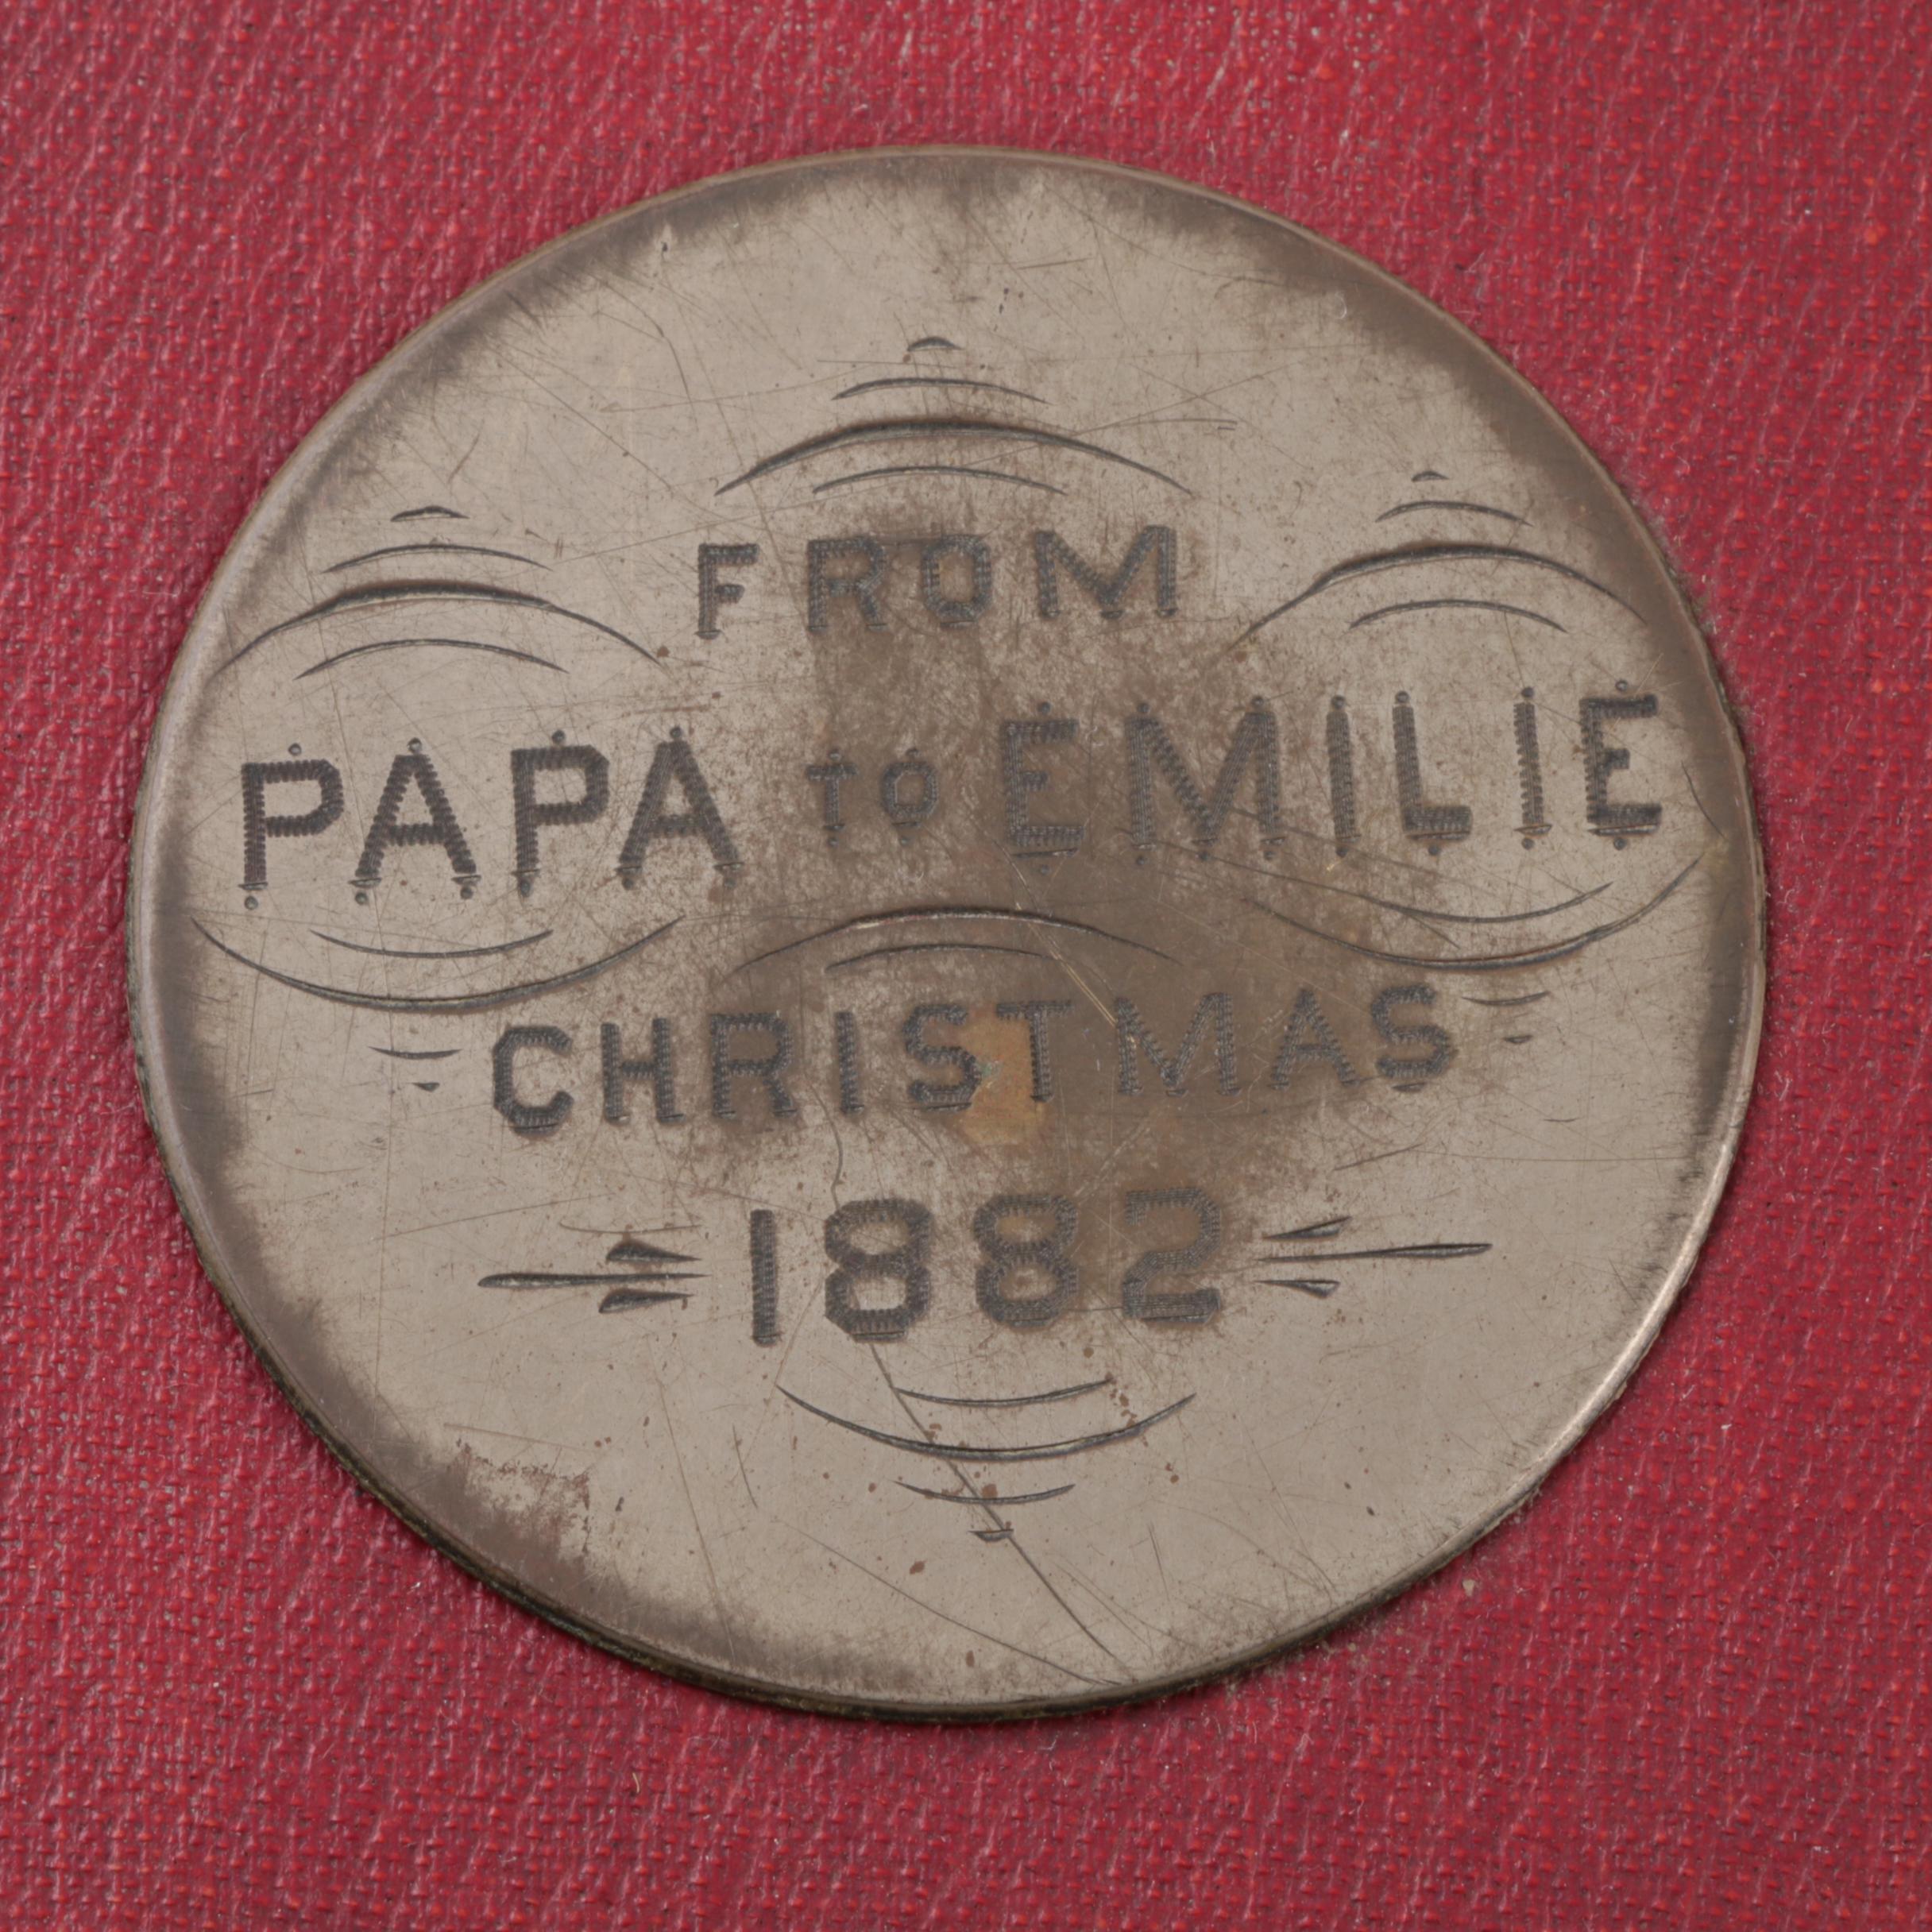 FROM
PAPA TO EMILIE
CHRISTMAS
1882